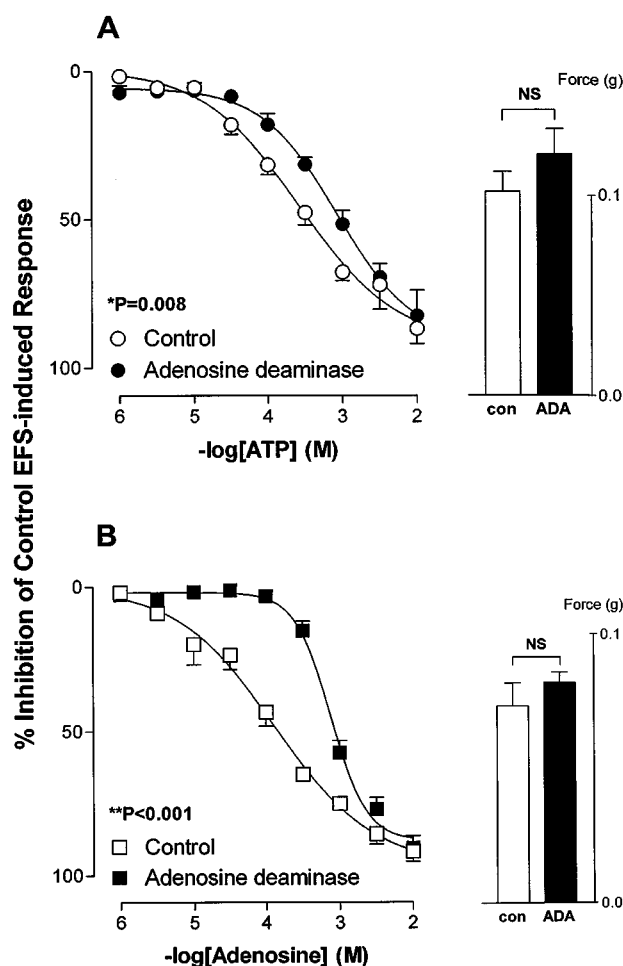 A
% Inhibition of Control EFS-induced Response
0
50
100
*P=0.008
Control
Adenosine deaminase
6 5 4 3 2
-log[ATP] (M)
Force (g)
NS
0.1
0.0
con ADA
B
0
50
100
**P<0.001
Control
Adenosine deaminase
6 5 4 3 2
-log[Adenosine] (M)
Force (g)
0.1
NS
0.0
con ADA